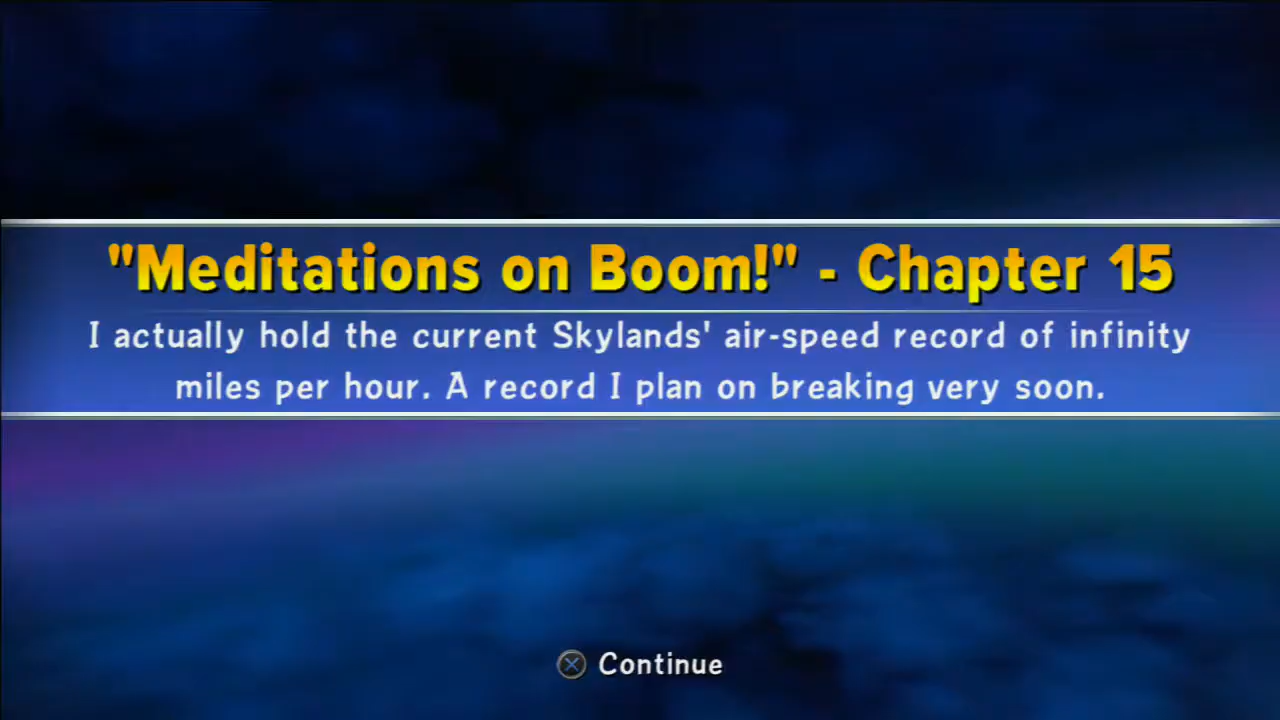 "Meditations on Boom!" - Chapter 15
I actually hold the current Skylands' air-speed record of infinity
miles per hour. A record I plan on breaking very soon.
Continue